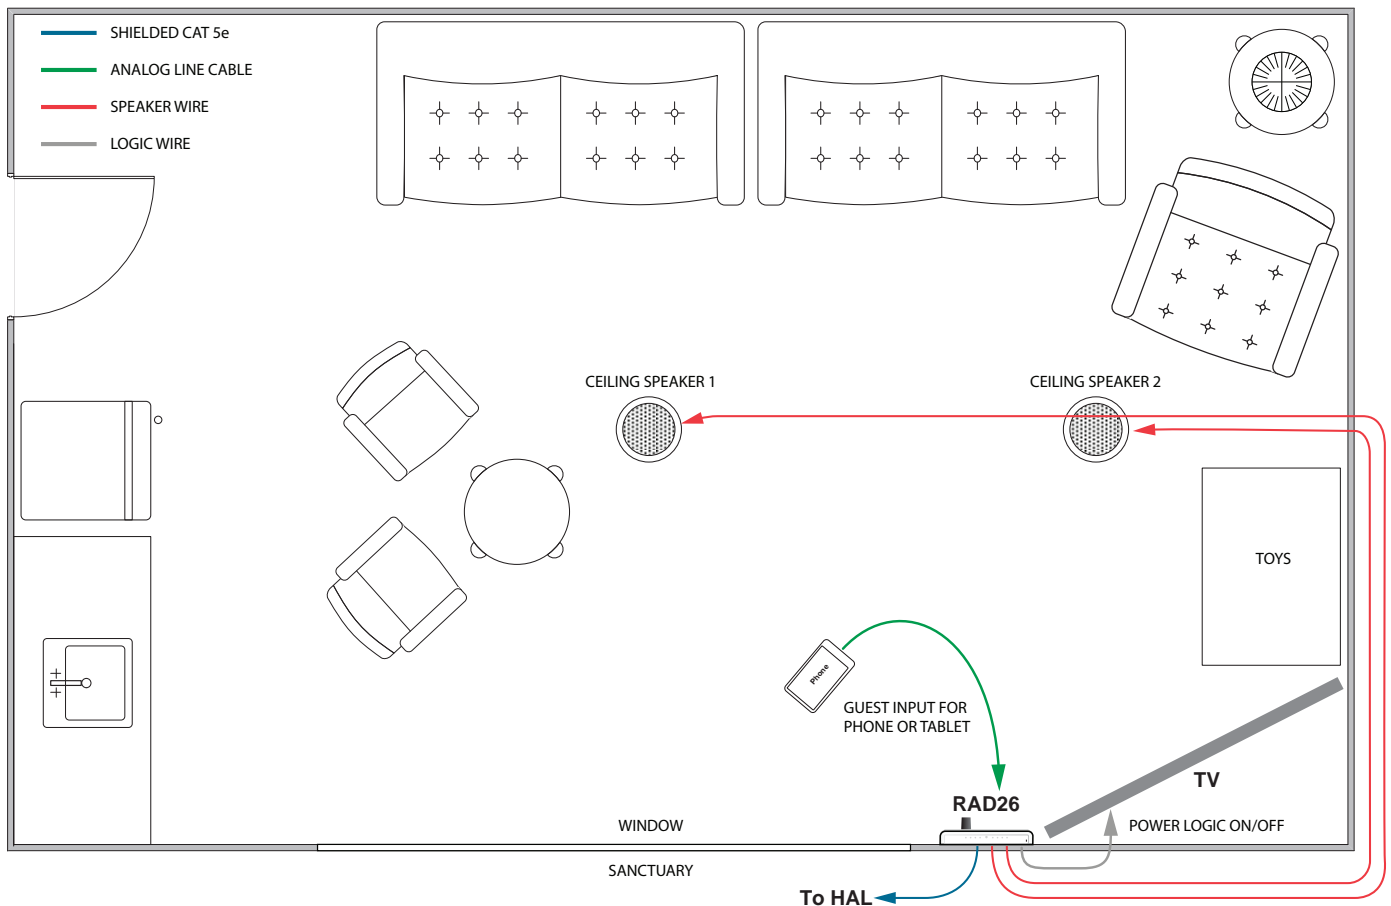 SHIELDED CAT 5e
ANALOG LINE CABLE
SPEAKER WIRE
LOGIC WIRE
CEILING SPEAKER 1
CEILING SPEAKER 2
TOYS
Phone
GUEST INPUT FOR
PHONE OR TABLET
TV
RAD26
WINDOW
POWER LOGIC ON/OFF
SANCTUARY
To HAL